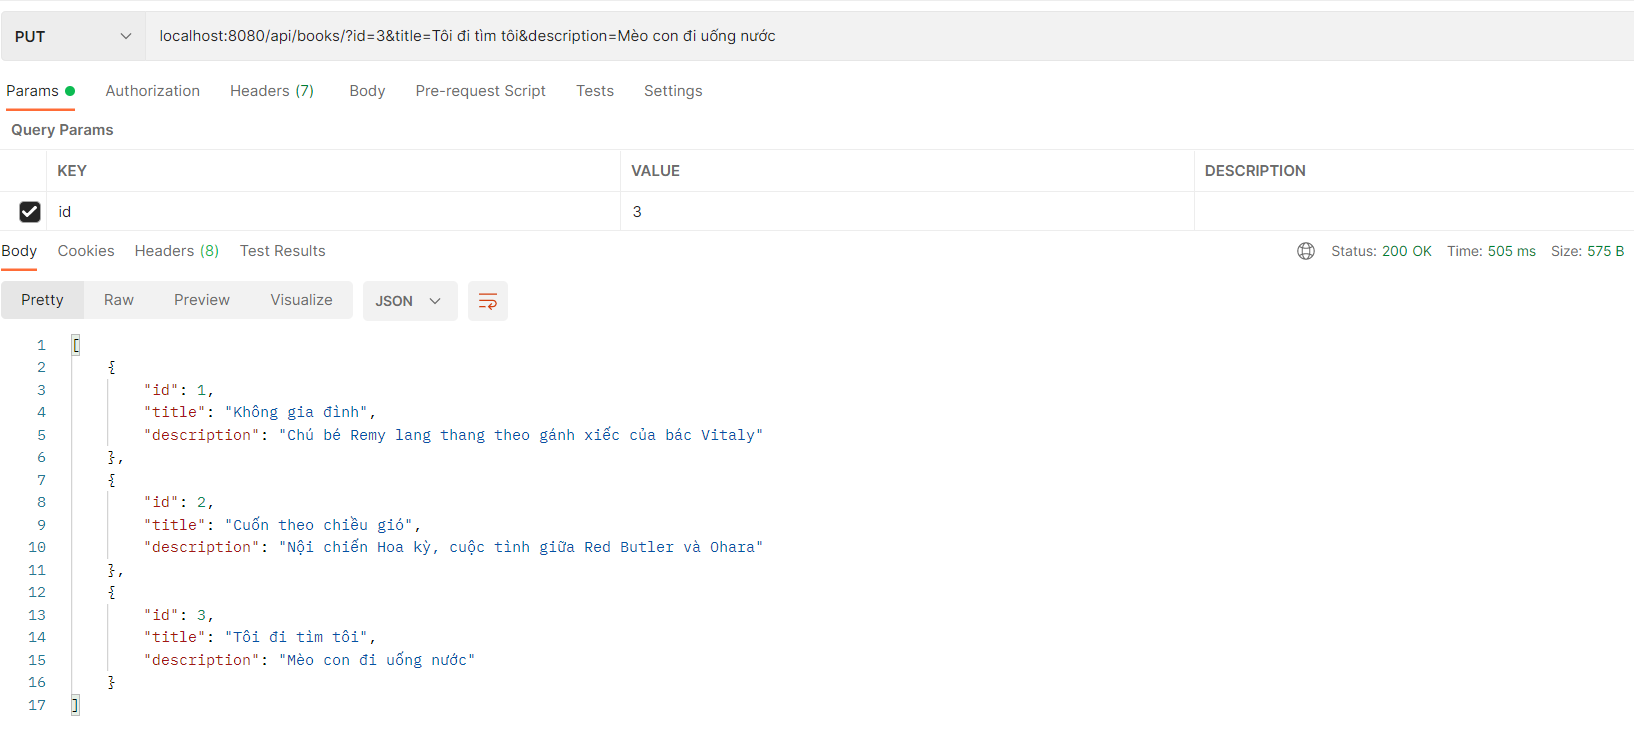 PUT localhost:8080/api/books/?id=3&title=Tôi đi tìm tôi&description=Mèo con đi uống nước
Params Authorization Headers (7) Body Pre-request Script Tests Settings
Query Params
KEY VALUE DESCRIPTION
id 3
Body Cookies Headers (8) Test Results Status: 200 OK Time: 505 ms Size: 575 B
Pretty Raw Preview Visualize JSON
1 [
2 {
3 "id": 1,
4 "title": "Không gia đình",
5 "description": "Chú bé Remy lang thang theo gánh xiếc của bác Vitaly"
6 },
7 {
8 "id": 2,
9 "title": "Cuốn theo chiều gió",
10 "description": "Nội chiến Hoa kỳ, cuộc tình giữa Red Butler và Ohara"
11 },
12 {
13 "id": 3,
14 "title": "Tôi đi tìm tôi",
15 "description": "Mèo con đi uống nước"
16 }
17 ]